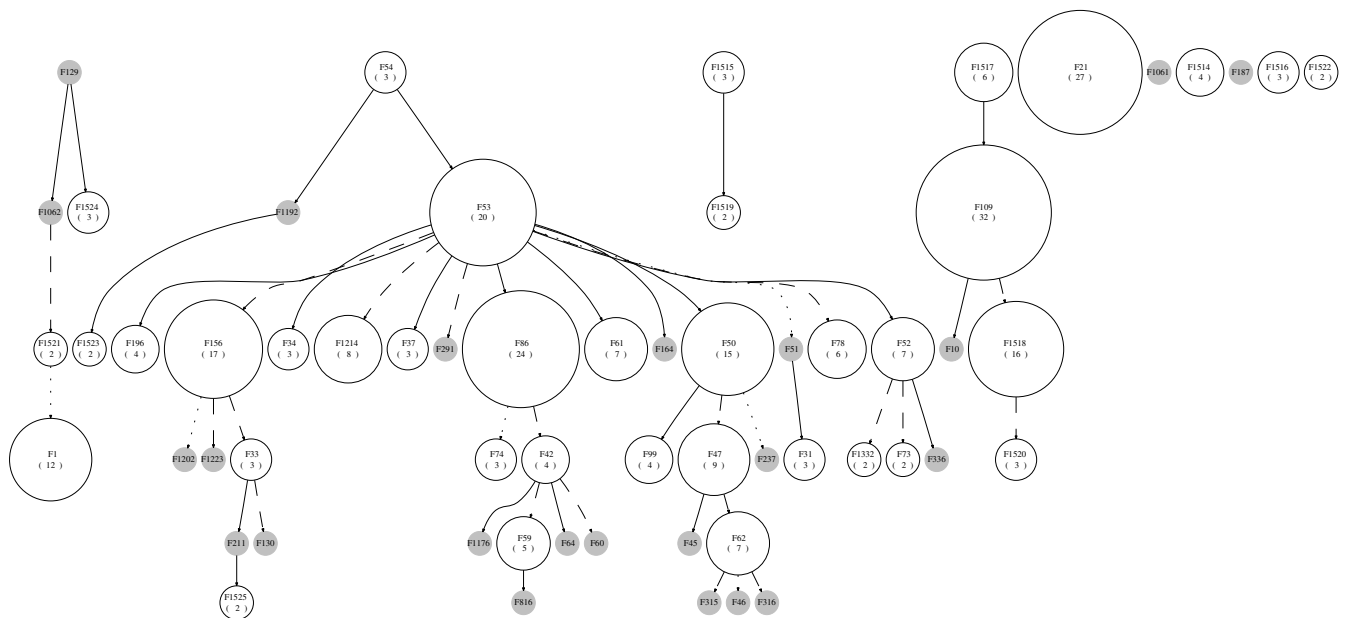 F129
F54
( 3 )
F1515
( 3 )
F1517
( 6 )
F21
( 27 )
F1061
F1514
( 4 )
F187
F1516
( 3 )
F1522
( 2 )
F1062
F1524
( 3 )
F1192
F53
( 20 )
F1519
( 2 )
F109
( 32 )
F1521
( 2 )
F1523
( 2 )
F196
( 4 )
F156
( 17 )
F34
( 3 )
F1214
( 8 )
F37
( 3 )
F291
F86
( 24 )
F61
( 7 )
F164
F50
( 15 )
F51
F78
( 6 )
F52
( 7 )
F10
F1518
( 16 )
F1
( 12 )
F1202
F1223
F33
( 3 )
F74
( 3 )
F42
( 4 )
F99
( 4 )
F47
( 9 )
F237
F31
( 3 )
F1332
( 2 )
F73
( 2 )
F336
F1520
( 3 )
F211
F130
F1176
F59
( 5 )
F64
F60
F45
F62
( 7 )
F1525
( 2 )
F816
F315
F46
F316